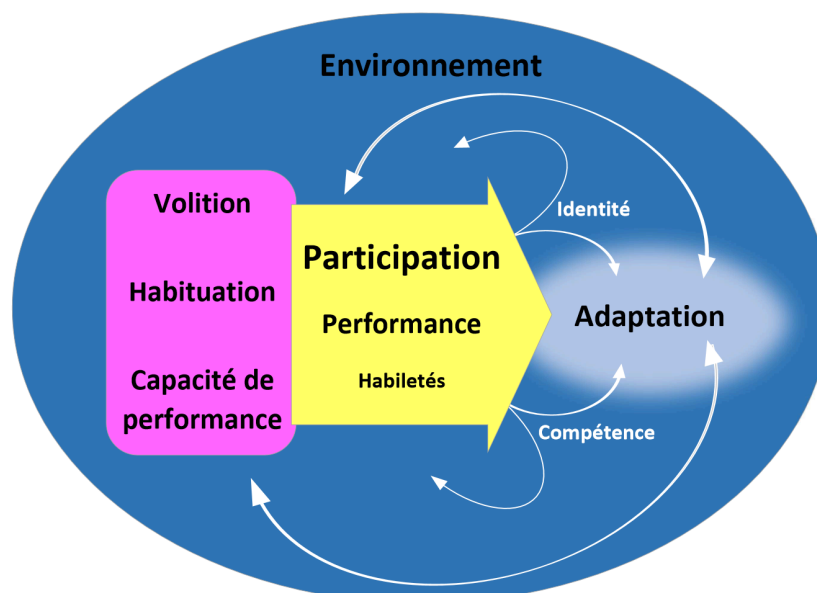 Environnement
Volition
Habituation
Capacité de
performance
Participation
Performance
Habiletés
Identité
Adaptation
Compétence